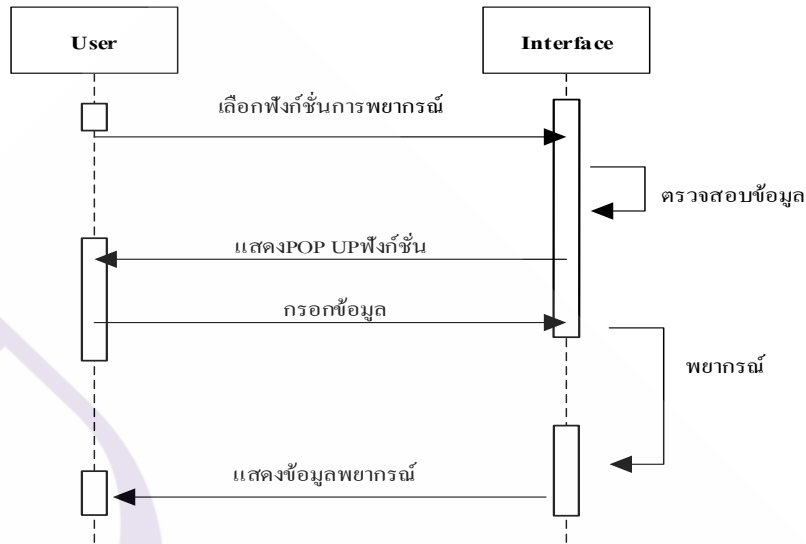 User
Interface
เลือกฟังก์ชั่นการพยากรณ์
ตรวจสอบข้อมูล
แสดงPOP UPฟังก์ชั่น
กรอกข้อมูล
พยากรณ์
แสดงข้อมูลพยากรณ์